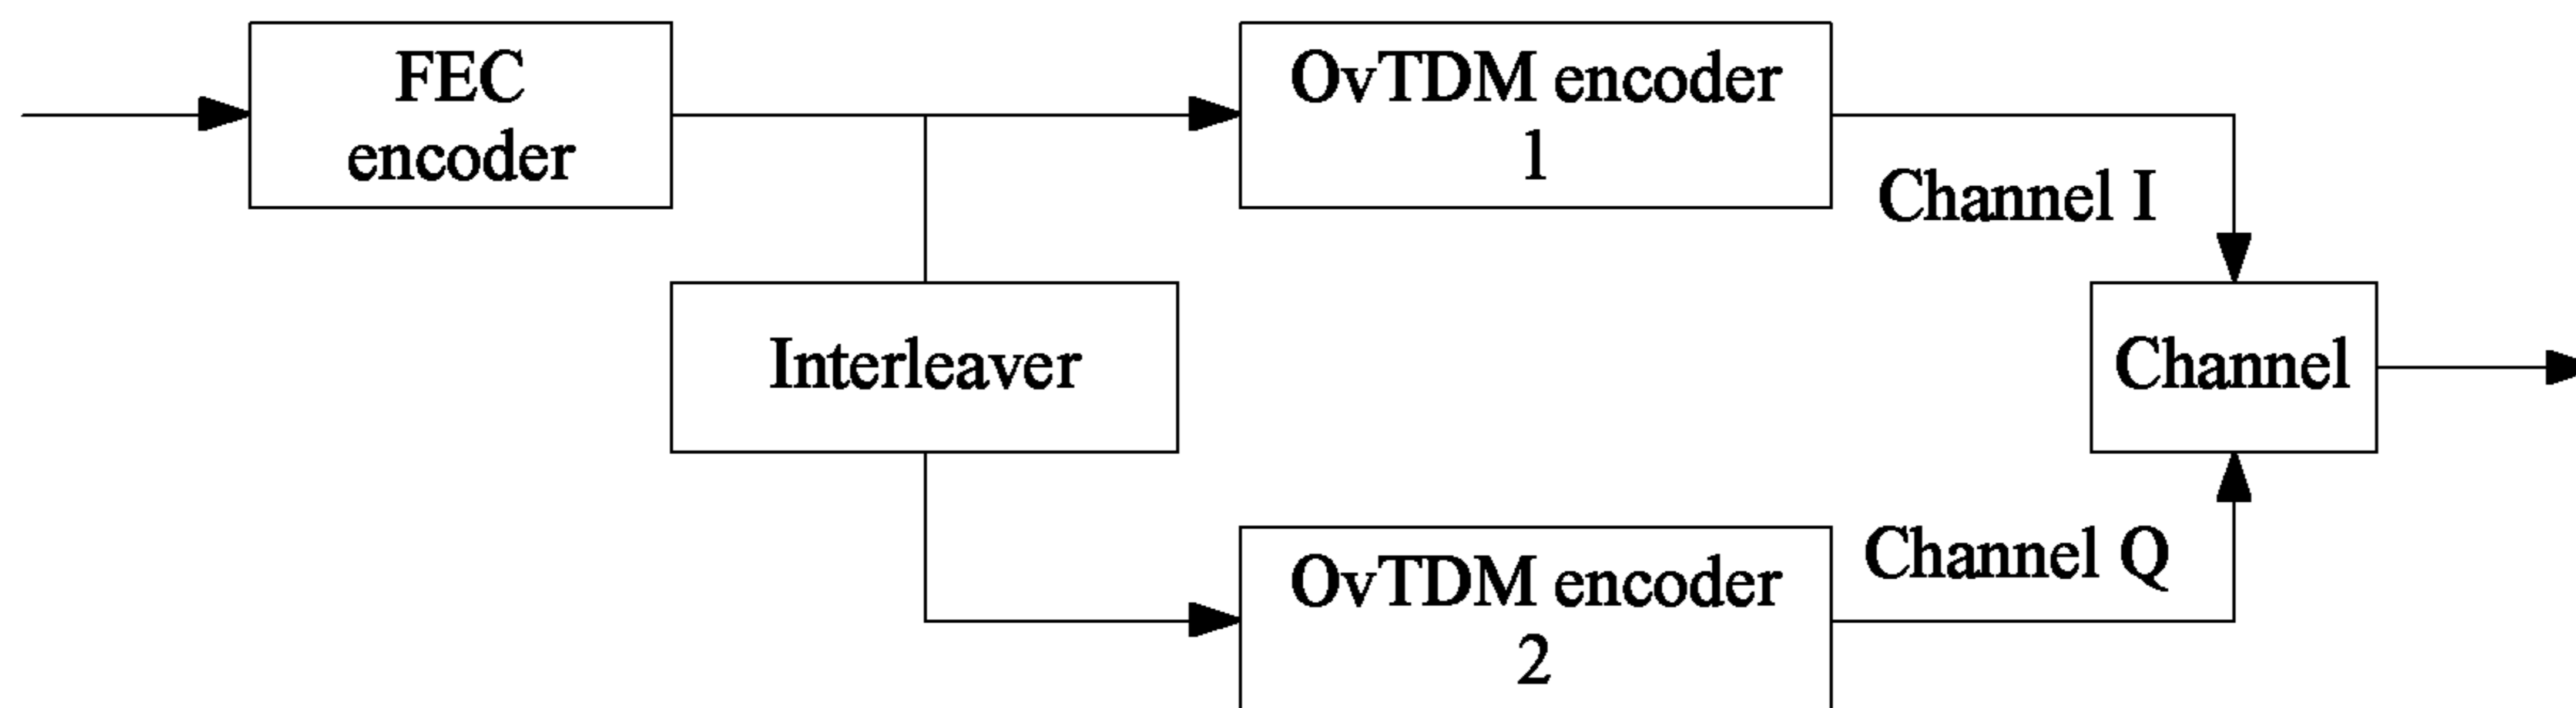 FEC
encoder
OvTDM encoder
1
Channel I
Interleaver
Channel
Channel Q
OvTDM encoder
2